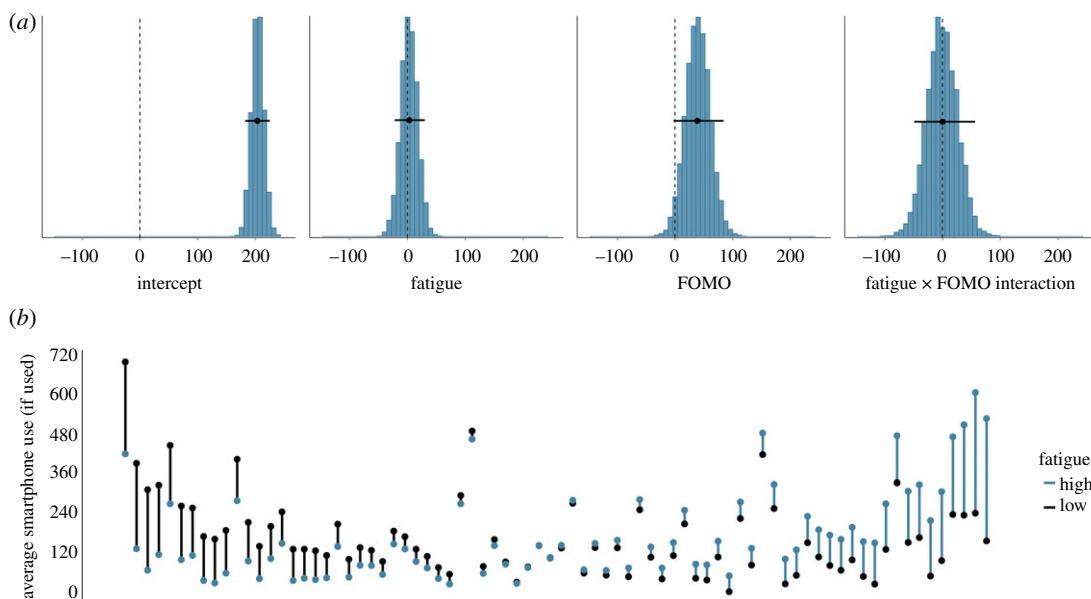 (a)
–100 0 100 200 –100 0 100 200 –100 0 100 200 –100 0 100 200
intercept fatigue FOMO fatigue × FOMO interaction
(b)
average smartphone use (if used)
720
600
480
360
240
120
0
fatigue
high
low